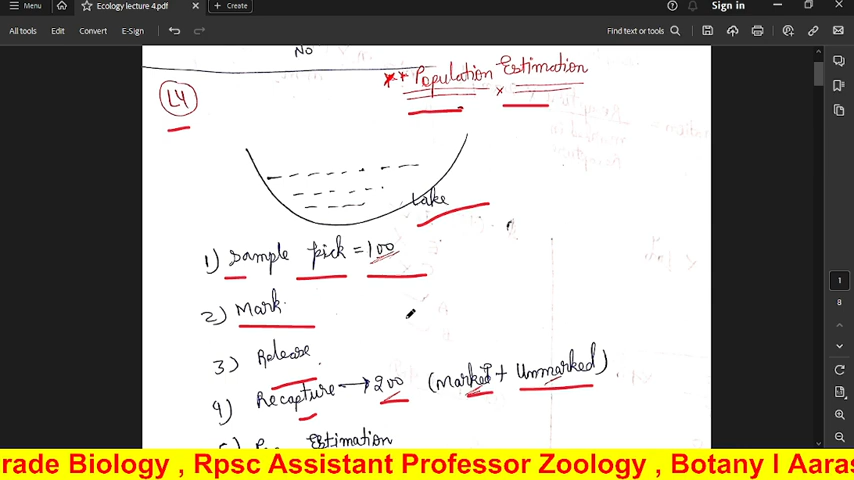 Menu
Ecology lecture 4.pdf
Create
Sign in
All tools
Edit
Convert
E-Sign
Find text or tools
No
** Population Estimation
L4
Lake
1) Sample pick = 100
2) Mark
3) Release
4) Recapture → 200 (Marked + Unmarked)
Estimation
1
8
rade Biology , Rpsc Assistant Professor Zoology , Botany l Aaras